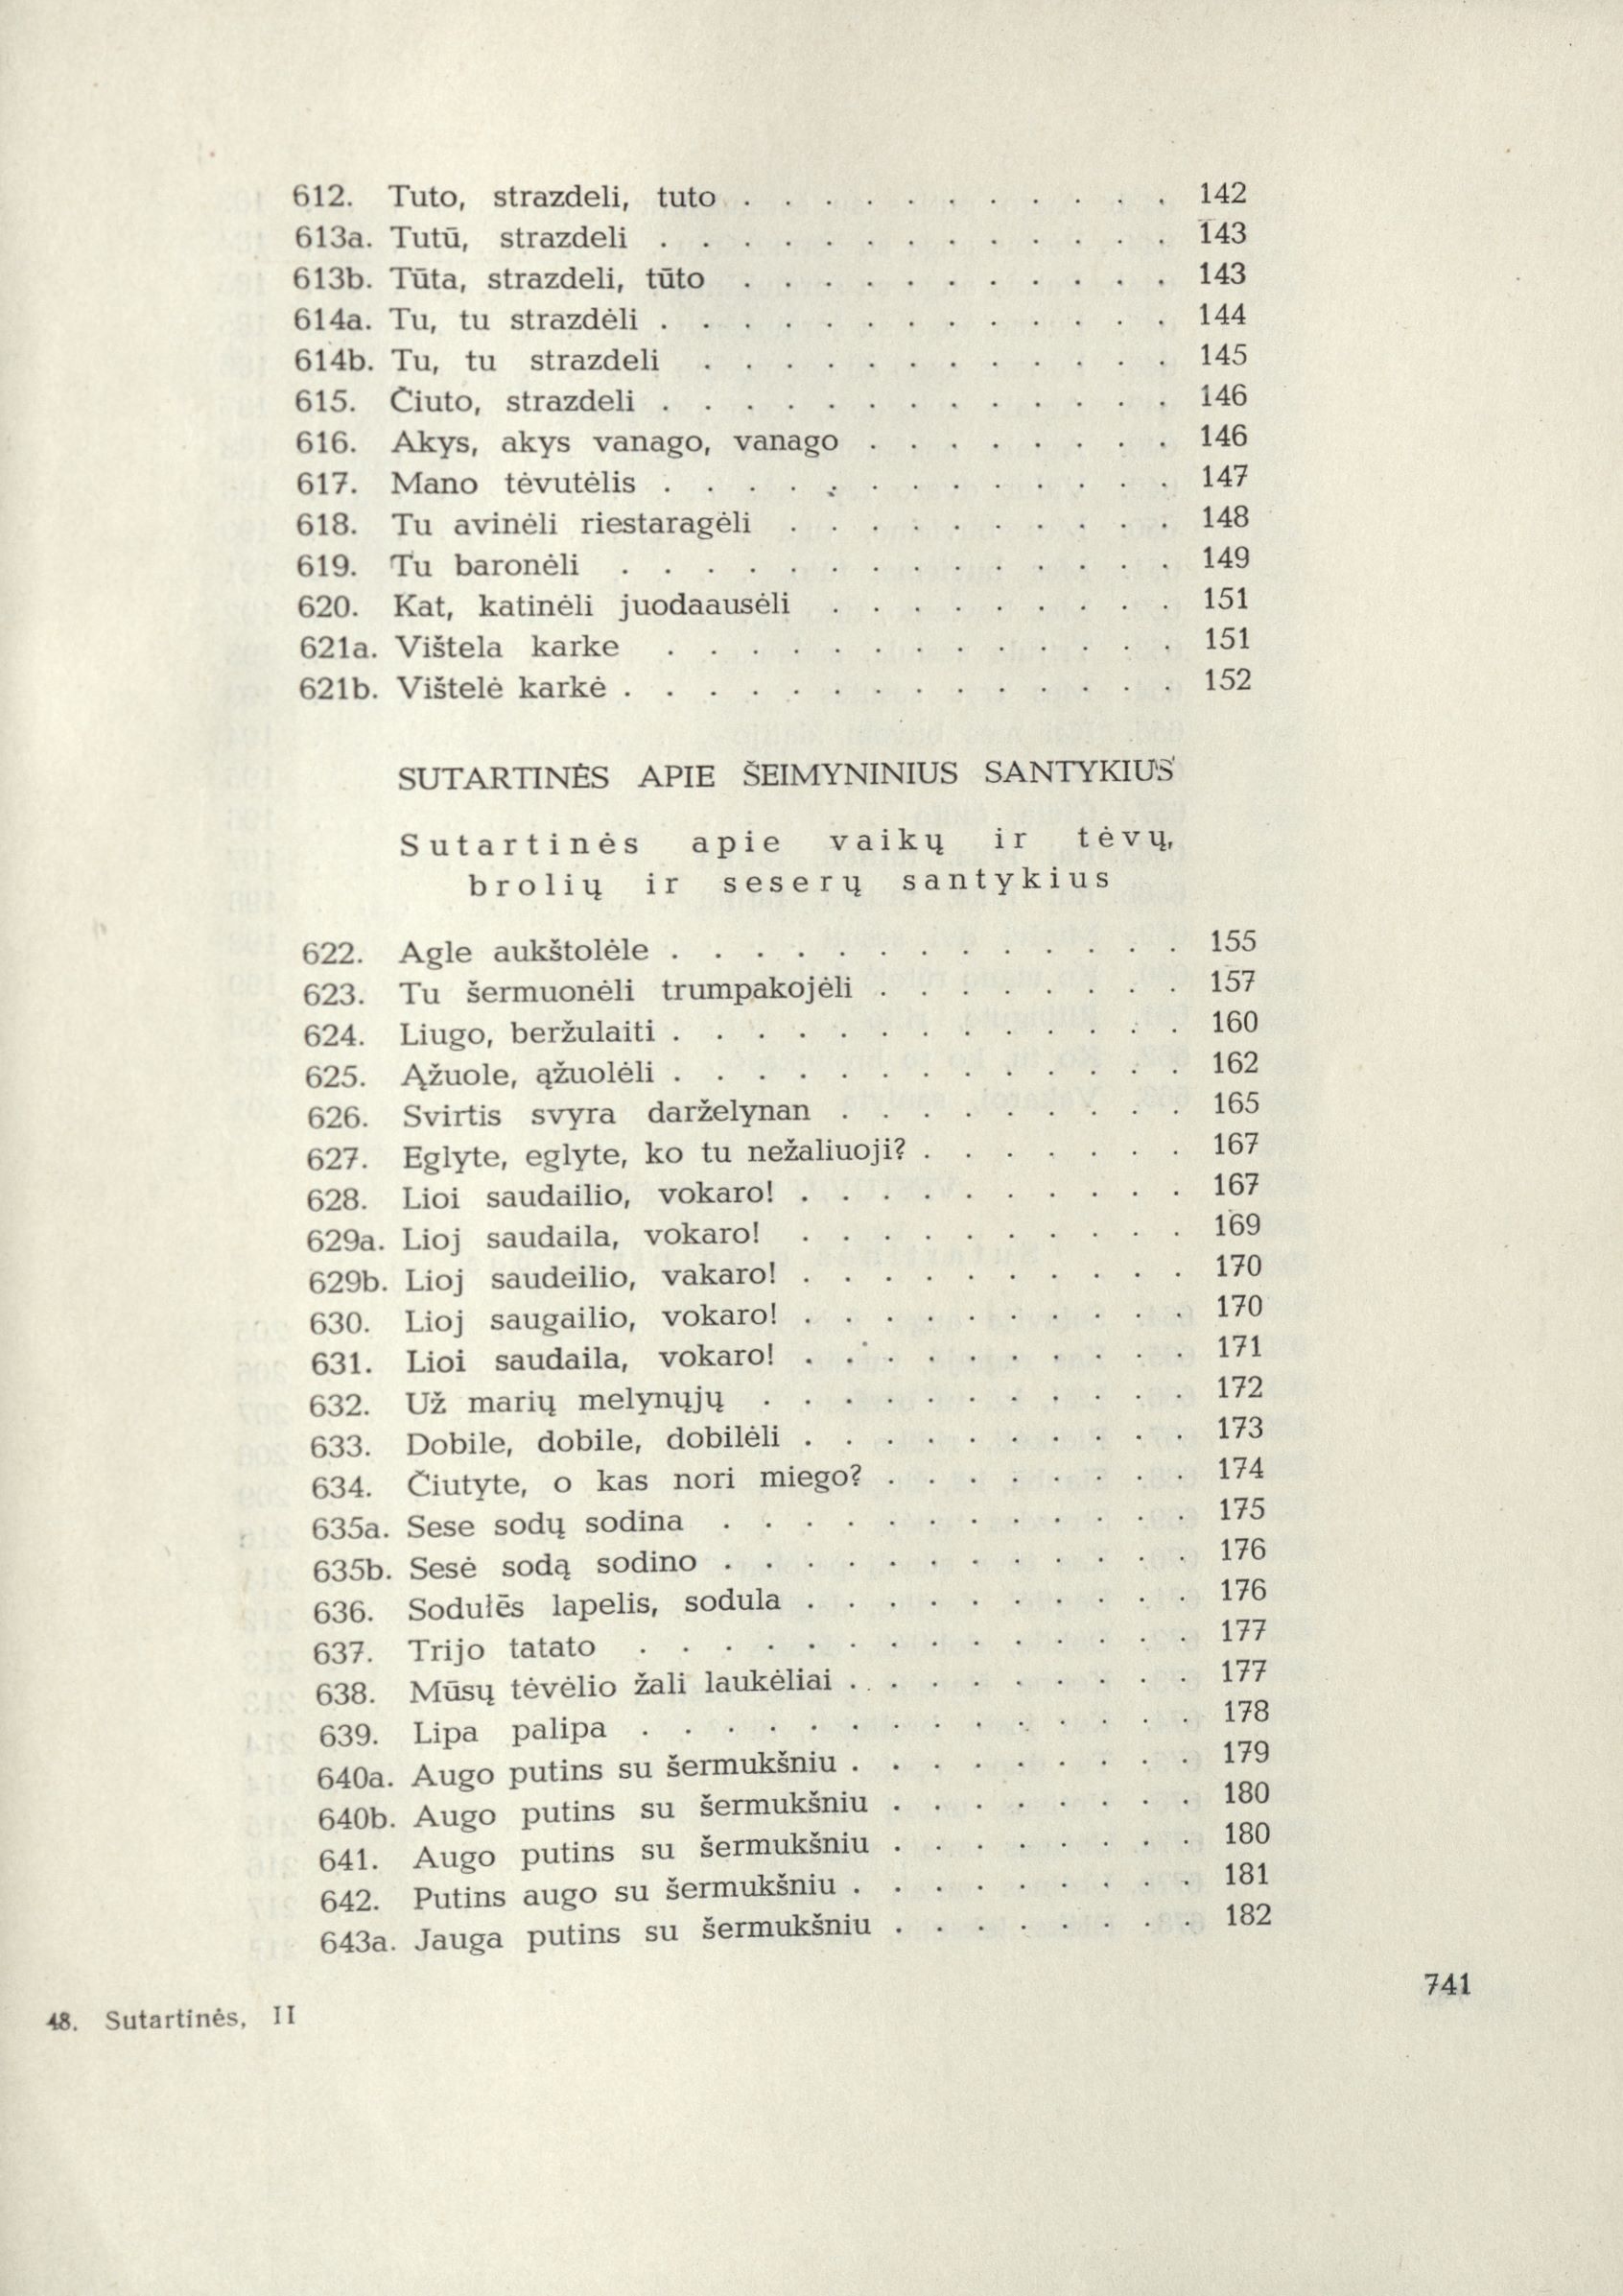 612. Tuto, strazdeli, tuto . . . . . . . . . . . 142
613a. Tutū, strazdeli . . . . . . . . . . . . . 143
613b. Tūta, strazdeli, tūto . . . . . . . . . . . 143
614a. Tu, tu strazdėli . . . . . . . . . . . . . 144
614b. Tu, tu strazdeli . . . . . . . . . . . . 145
615. Čiuto, strazdeli . . . . . . . . . . . . . 146
616. Akys, akys vanago, vanago . . . . . . . . 146
617. Mano tėvutėlis . . . . . . . . . . . . . 147
618. Tu avinėli riestaragėli . . . . . . . . . . 148
619. Tu baronėli . . . . . . . . . . . . . . 149
620. Kat, katinėli juodaausėli . . . . . . . . . 151
621a. Vištela karke . . . . . . . . . . . . . 151
621b. Vištelė karkė . . . . . . . . . . . . . . 152
SUTARTINĖS APIE ŠEIMYNINIUS SANTYKIUS
Sutartinės apie vaikų ir tėvų,
brolių ir seserų santykius
622. Agle aukštolėle . . . . . . . . . . . . . 155
623. Tu šermuonėli trumpakojėli . . . . . . . . 157
624. Liugo, beržulaiti . . . . . . . . . . . . . 160
625. Ąžuole, ąžuolėli . . . . . . . . . . . . . 162
626. Svirtis svyra darželynan . . . . . . . . . 165
627. Eglyte, eglyte, ko tu nežaliuoji? . . . . . . . 167
628. Lioi saudailio, vokaro! . . . . . . . . . . 167
629a. Lioj saudaila, vokaro! . . . . . . . . . . 169
629b. Lioj saudeilio, vakaro! . . . . . . . . . . 170
630. Lioj saugailio, vokaro! . . . . . . . . . . 170
631. Lioi saudaila, vokaro! . . . . . . . . . . 171
632. Už marių melynųjų . . . . . . . . . . . 172
633. Dobile, dobile, dobilėli . . . . . . . . . . 173
634. Čiutyte, o kas nori miego? . . . . . . . . 174
635a. Sese sodų sodina . . . . . . . . . . . . 175
635b. Sesė sodą sodino . . . . . . . . . . . . 176
636. Sodulēs lapelis, sodula . . . . . . . . . . 176
637. Trijo tatato . . . . . . . . . . . . . . 177
638. Mūsų tėvėlio žali laukėliai . . . . . . . . . 177
639. Lipa palipa . . . . . . . . . . . . . . 178
640a. Augo putins su šermukšniu . . . . . . . . . 179
640b. Augo putins su šermukšniu . . . . . . . . 180
641. Augo putins su šermukšniu . . . . . . . . 180
642. Putins augo su šermukšniu . . . . . . . . . 181
643a. Jauga putins su šermukšniu . . . . . . . . 182
741
48. Sutartinės, II